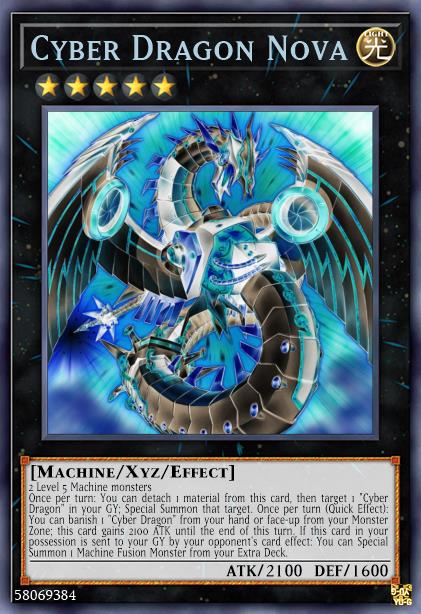 CYBER DRAGON NOVA
LIGHT
光
[MACHINE/XYZ/EFFECT]
2 Level 5 Machine monsters
Once per turn: You can detach 1 material from this card, then target 1 "Cyber
Dragon" in your GY; Special Summon that target. Once per turn (Quick Effect):
You can banish 1 "Cyber Dragon" from your hand or face-up from your Monster
Zone; this card gains 2100 ATK until the end of this turn. If this card in your
possession is sent to your GY by your opponent's card effect: You can Special
Summon 1 Machine Fusion Monster from your Extra Deck.
ATK/2100 DEF/1600
58069384